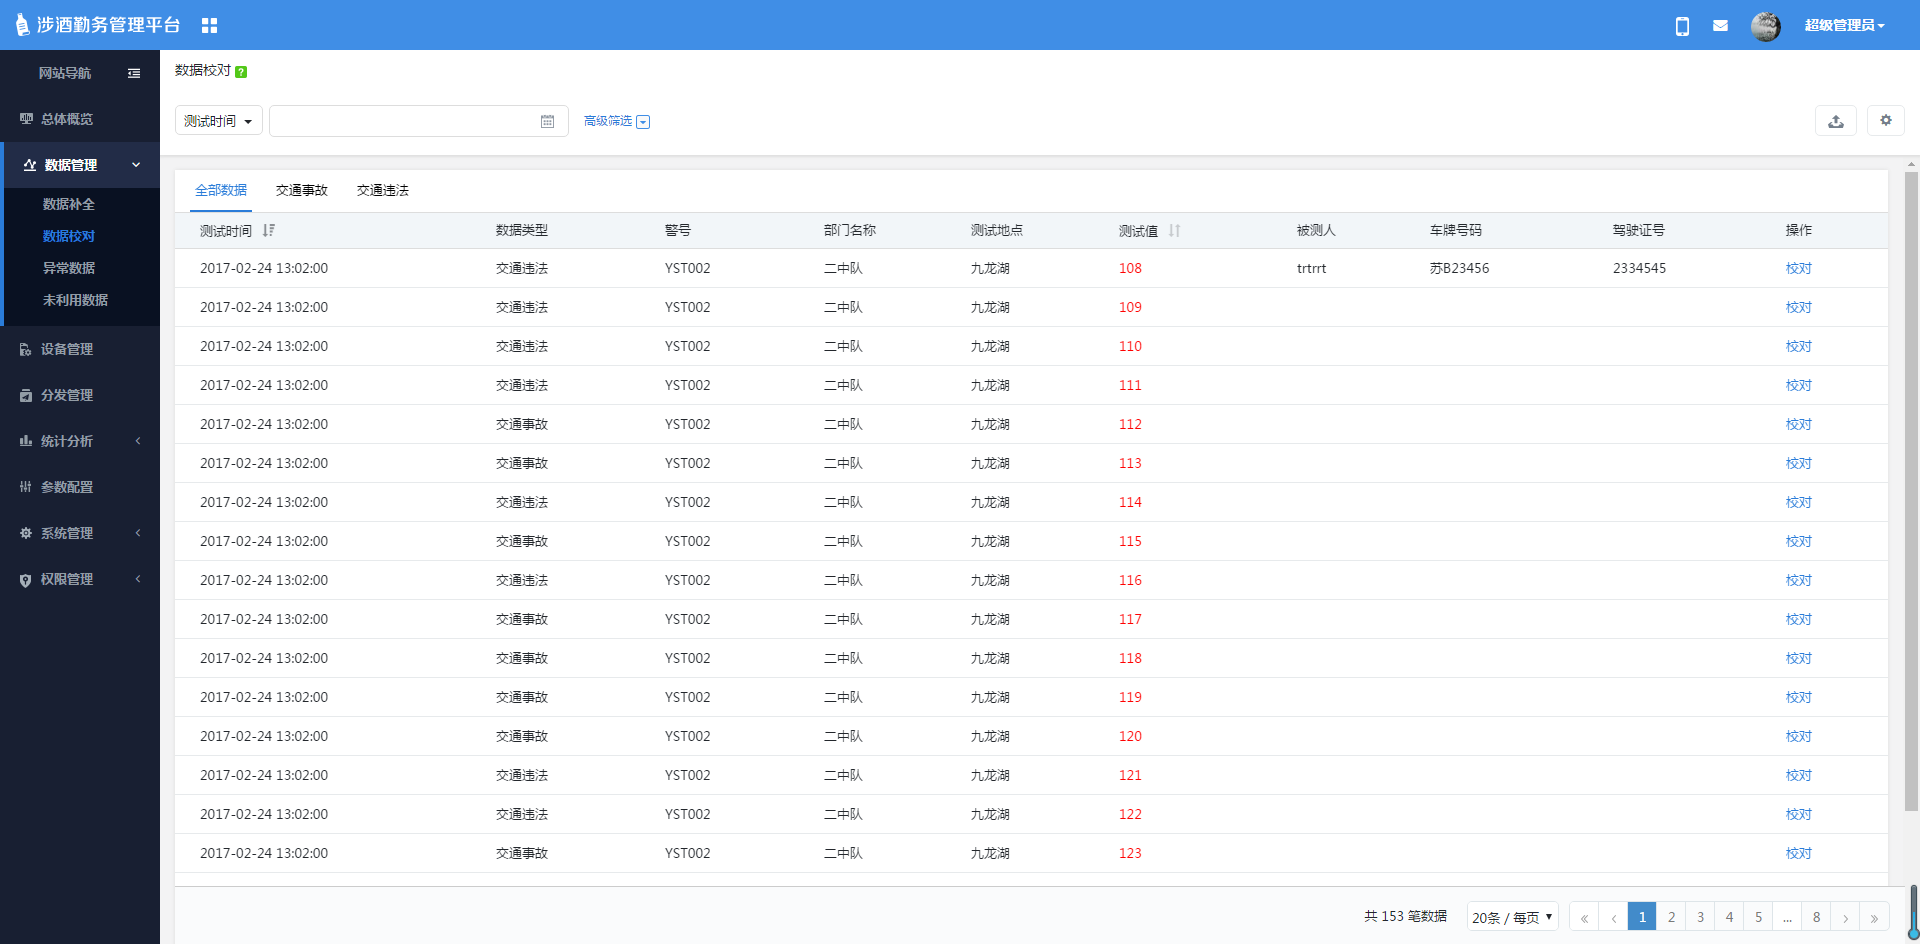 涉酒勤务管理平台
超级管理员
网站导航
总体概览
数据管理
数据补全
数据校对
异常数据
未利用数据
设备管理
分发管理
统计分析
参数配置
系统管理
权限管理
数据校对 ?
测试时间
高级筛选
全部数据 交通事故 交通违法
测试时间 数据类型 警号 部门名称 测试地点 测试值 被测人 车牌号码 驾驶证号 操作
2017-02-24 13:02:00 交通违法 YST002 二中队 九龙湖 108 trtrrt 苏B23456 2334545 校对
2017-02-24 13:02:00 交通违法 YST002 二中队 九龙湖 109 校对
2017-02-24 13:02:00 交通违法 YST002 二中队 九龙湖 110 校对
2017-02-24 13:02:00 交通违法 YST002 二中队 九龙湖 111 校对
2017-02-24 13:02:00 交通事故 YST002 二中队 九龙湖 112 校对
2017-02-24 13:02:00 交通事故 YST002 二中队 九龙湖 113 校对
2017-02-24 13:02:00 交通违法 YST002 二中队 九龙湖 114 校对
2017-02-24 13:02:00 交通事故 YST002 二中队 九龙湖 115 校对
2017-02-24 13:02:00 交通违法 YST002 二中队 九龙湖 116 校对
2017-02-24 13:02:00 交通事故 YST002 二中队 九龙湖 117 校对
2017-02-24 13:02:00 交通事故 YST002 二中队 九龙湖 118 校对
2017-02-24 13:02:00 交通事故 YST002 二中队 九龙湖 119 校对
2017-02-24 13:02:00 交通事故 YST002 二中队 九龙湖 120 校对
2017-02-24 13:02:00 交通违法 YST002 二中队 九龙湖 121 校对
2017-02-24 13:02:00 交通违法 YST002 二中队 九龙湖 122 校对
2017-02-24 13:02:00 交通事故 YST002 二中队 九龙湖 123 校对
共 153 笔数据 20条 / 每页 « ‹ 1 2 3 4 5 ... 8 › »